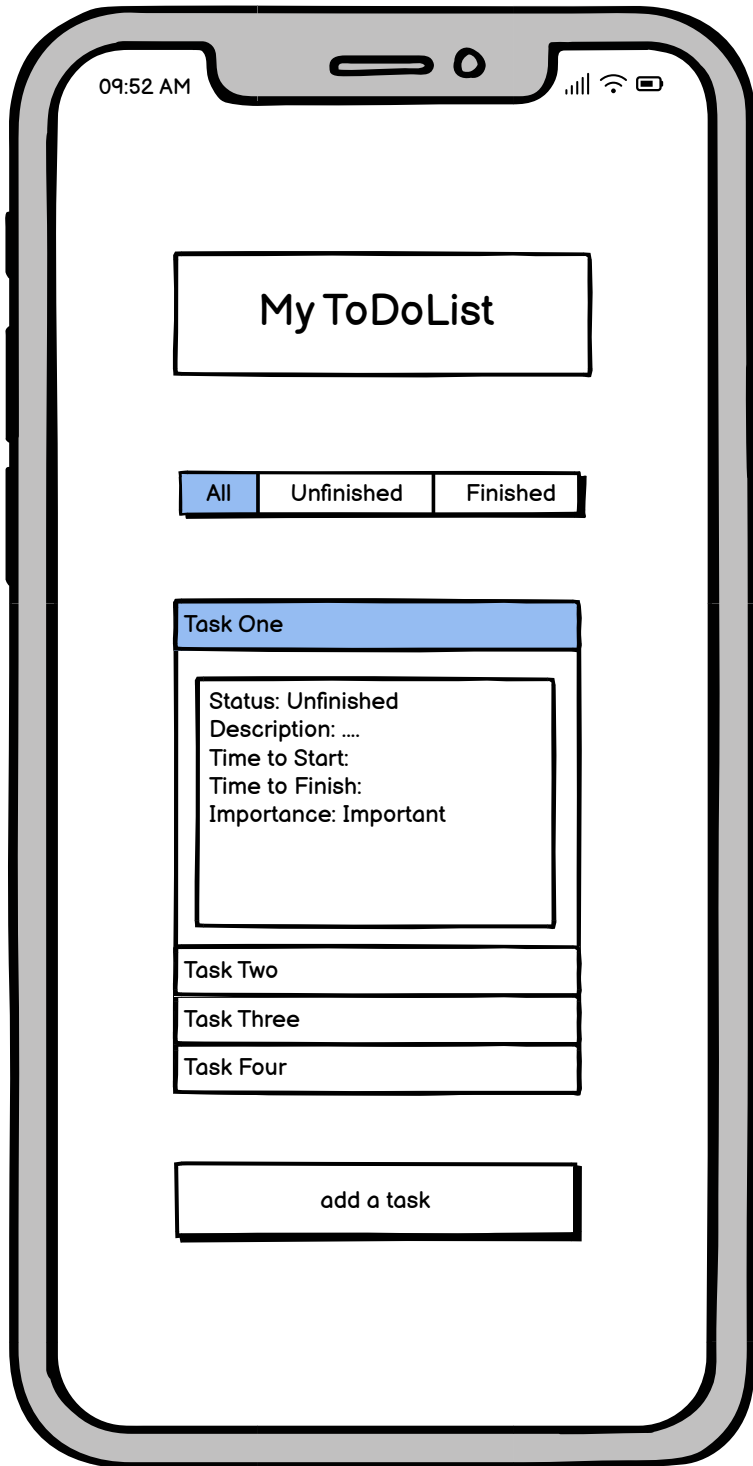 09:52 AM
My ToDoList
All Unfinished Finished
Task One
Status: Unfinished
Description: ....
Time to Start:
Time to Finish:
Importance: Important
Task Two
Task Three
Task Four
add a task